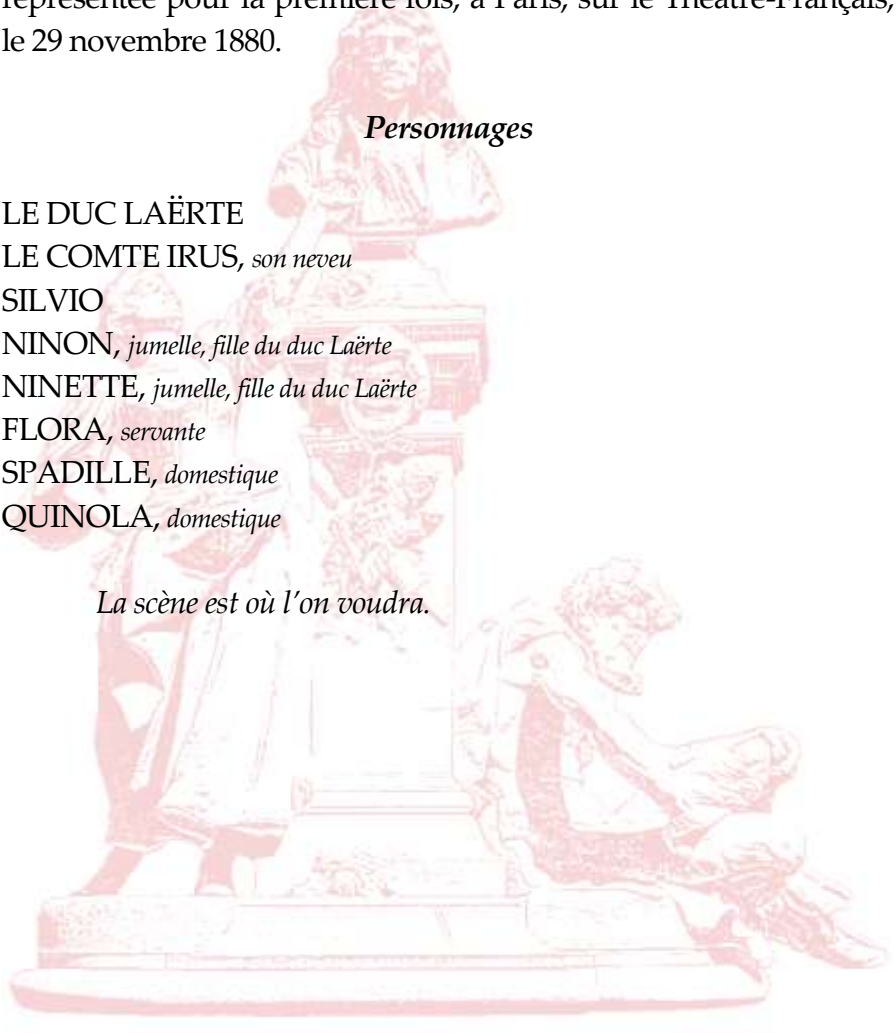 représentée pour la première fois, à Paris, sur le Théâtre-Français,
le 29 novembre 1880.
Personnages
LE DUC LAËRTE
LE COMTE IRUS, son neveu
SILVIO
NINON, jumelle, fille du duc Laërte
NINETTE, jumelle, fille du duc Laërte
FLORA, servante
SPADILLE, domestique
QUINOLA, domestique
La scène est où l’on voudra.